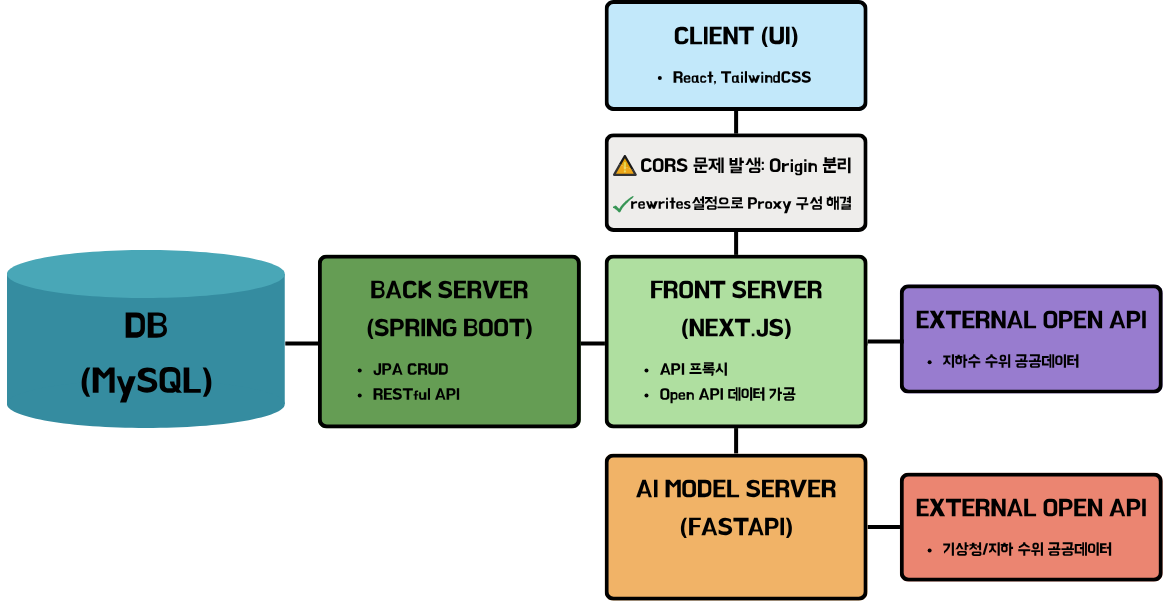 CLIENT (UI)
• React, TailwindCSS
CORS 문제 발생: Origin 분리
rewrites설정으로 Proxy 구성 해결
DB
(MySQL)
BACK SERVER
(SPRING BOOT)
• JPA CRUD
• RESTful API
FRONT SERVER
(NEXT.JS)
• API 프록시
• Open API 데이터 가공
EXTERNAL OPEN API
• 지하수 수위 공공데이터
AI MODEL SERVER
(FASTAPI)
EXTERNAL OPEN API
• 기상청/지하 수위 공공데이터